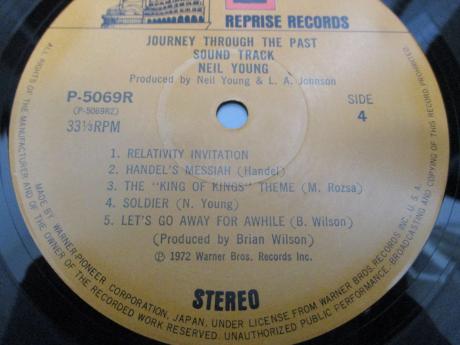 REPRISE RECORDS
JOURNEY THROUGH THE PAST
SOUND TRACK
NEIL YOUNG
Produced by Neil Young & L. A. Johnson
P-5069R
(P-5069R2)
33⅓RPM
SIDE
4
1. RELATIVITY INVITATION
2. HANDEL'S MESSIAH (Handel)
3. THE "KING OF KINGS" THEME (M. Rozsa)
4. SOLDIER (N. Young)
5. LET'S GO AWAY FOR AWHILE (B. Wilson)
(Produced by Brian Wilson)
Ⓟ 1972 Warner Bros. Records Inc.
STEREO
MADE BY WARNER-PIONEER CORPORATION, JAPAN, UNDER LICENSE FROM WARNER BROS. RECORDS INC., U.S.A.
ALL RIGHTS OF THE MANUFACTURER AND OF THE OWNER OF THE RECORDED WORK RESERVED. UNAUTHORIZED PUBLIC PERFORMANCE, BROADCASTING AND COPYING OF THIS RECORD PROHIBITED.